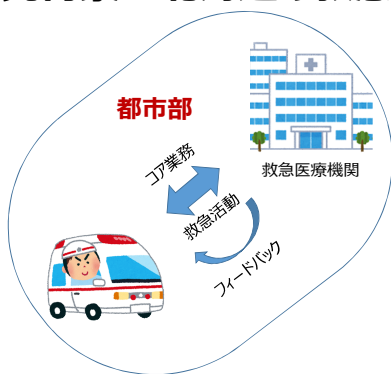 都市部
救急医療機関
コア業務
救急活動
フィードバック